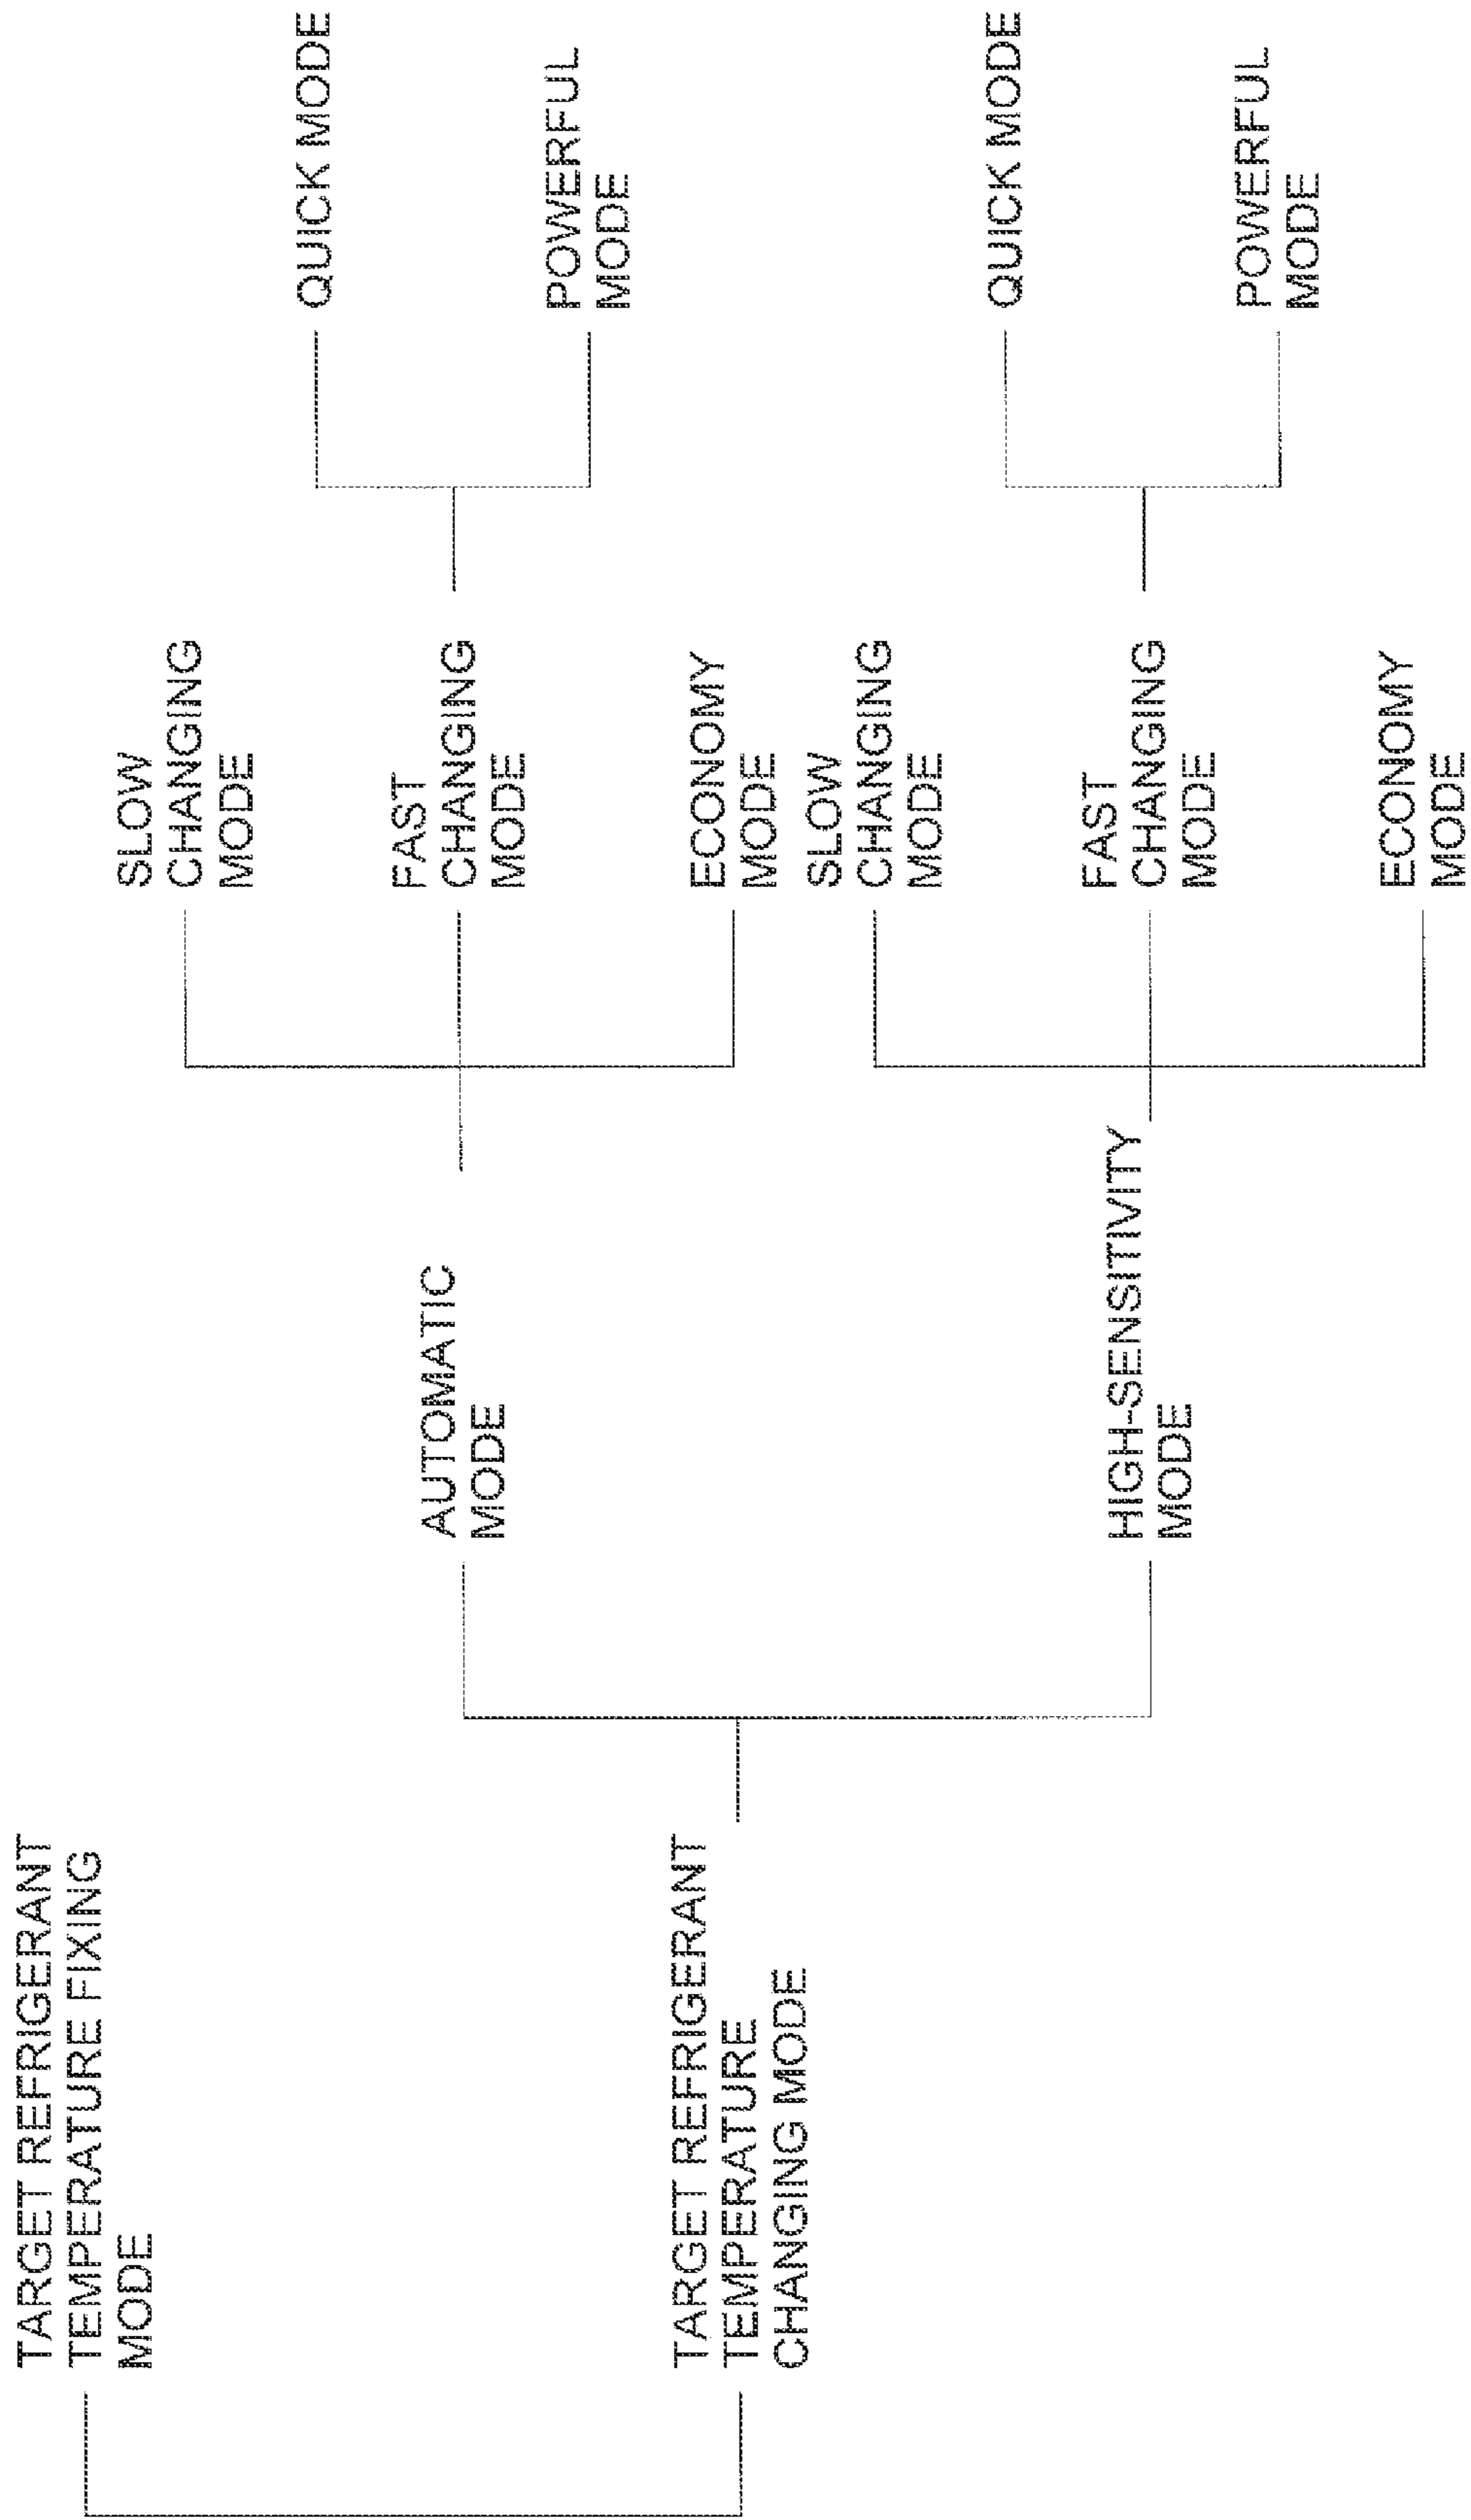 TARGET REFRIGERANT
TEMPERATURE FIXING
MODE
TARGET REFRIGERANT
TEMPERATURE
CHANGING MODE
AUTOMATIC
MODE
SLOW
CHANGING
MODE
FAST
CHANGING
MODE
QUICK MODE
POWERFUL
MODE
ECONOMY
MODE
HIGH-SENSITIVITY
MODE
SLOW
CHANGING
MODE
FAST
CHANGING
MODE
QUICK MODE
POWERFUL
MODE
ECONOMY
MODE